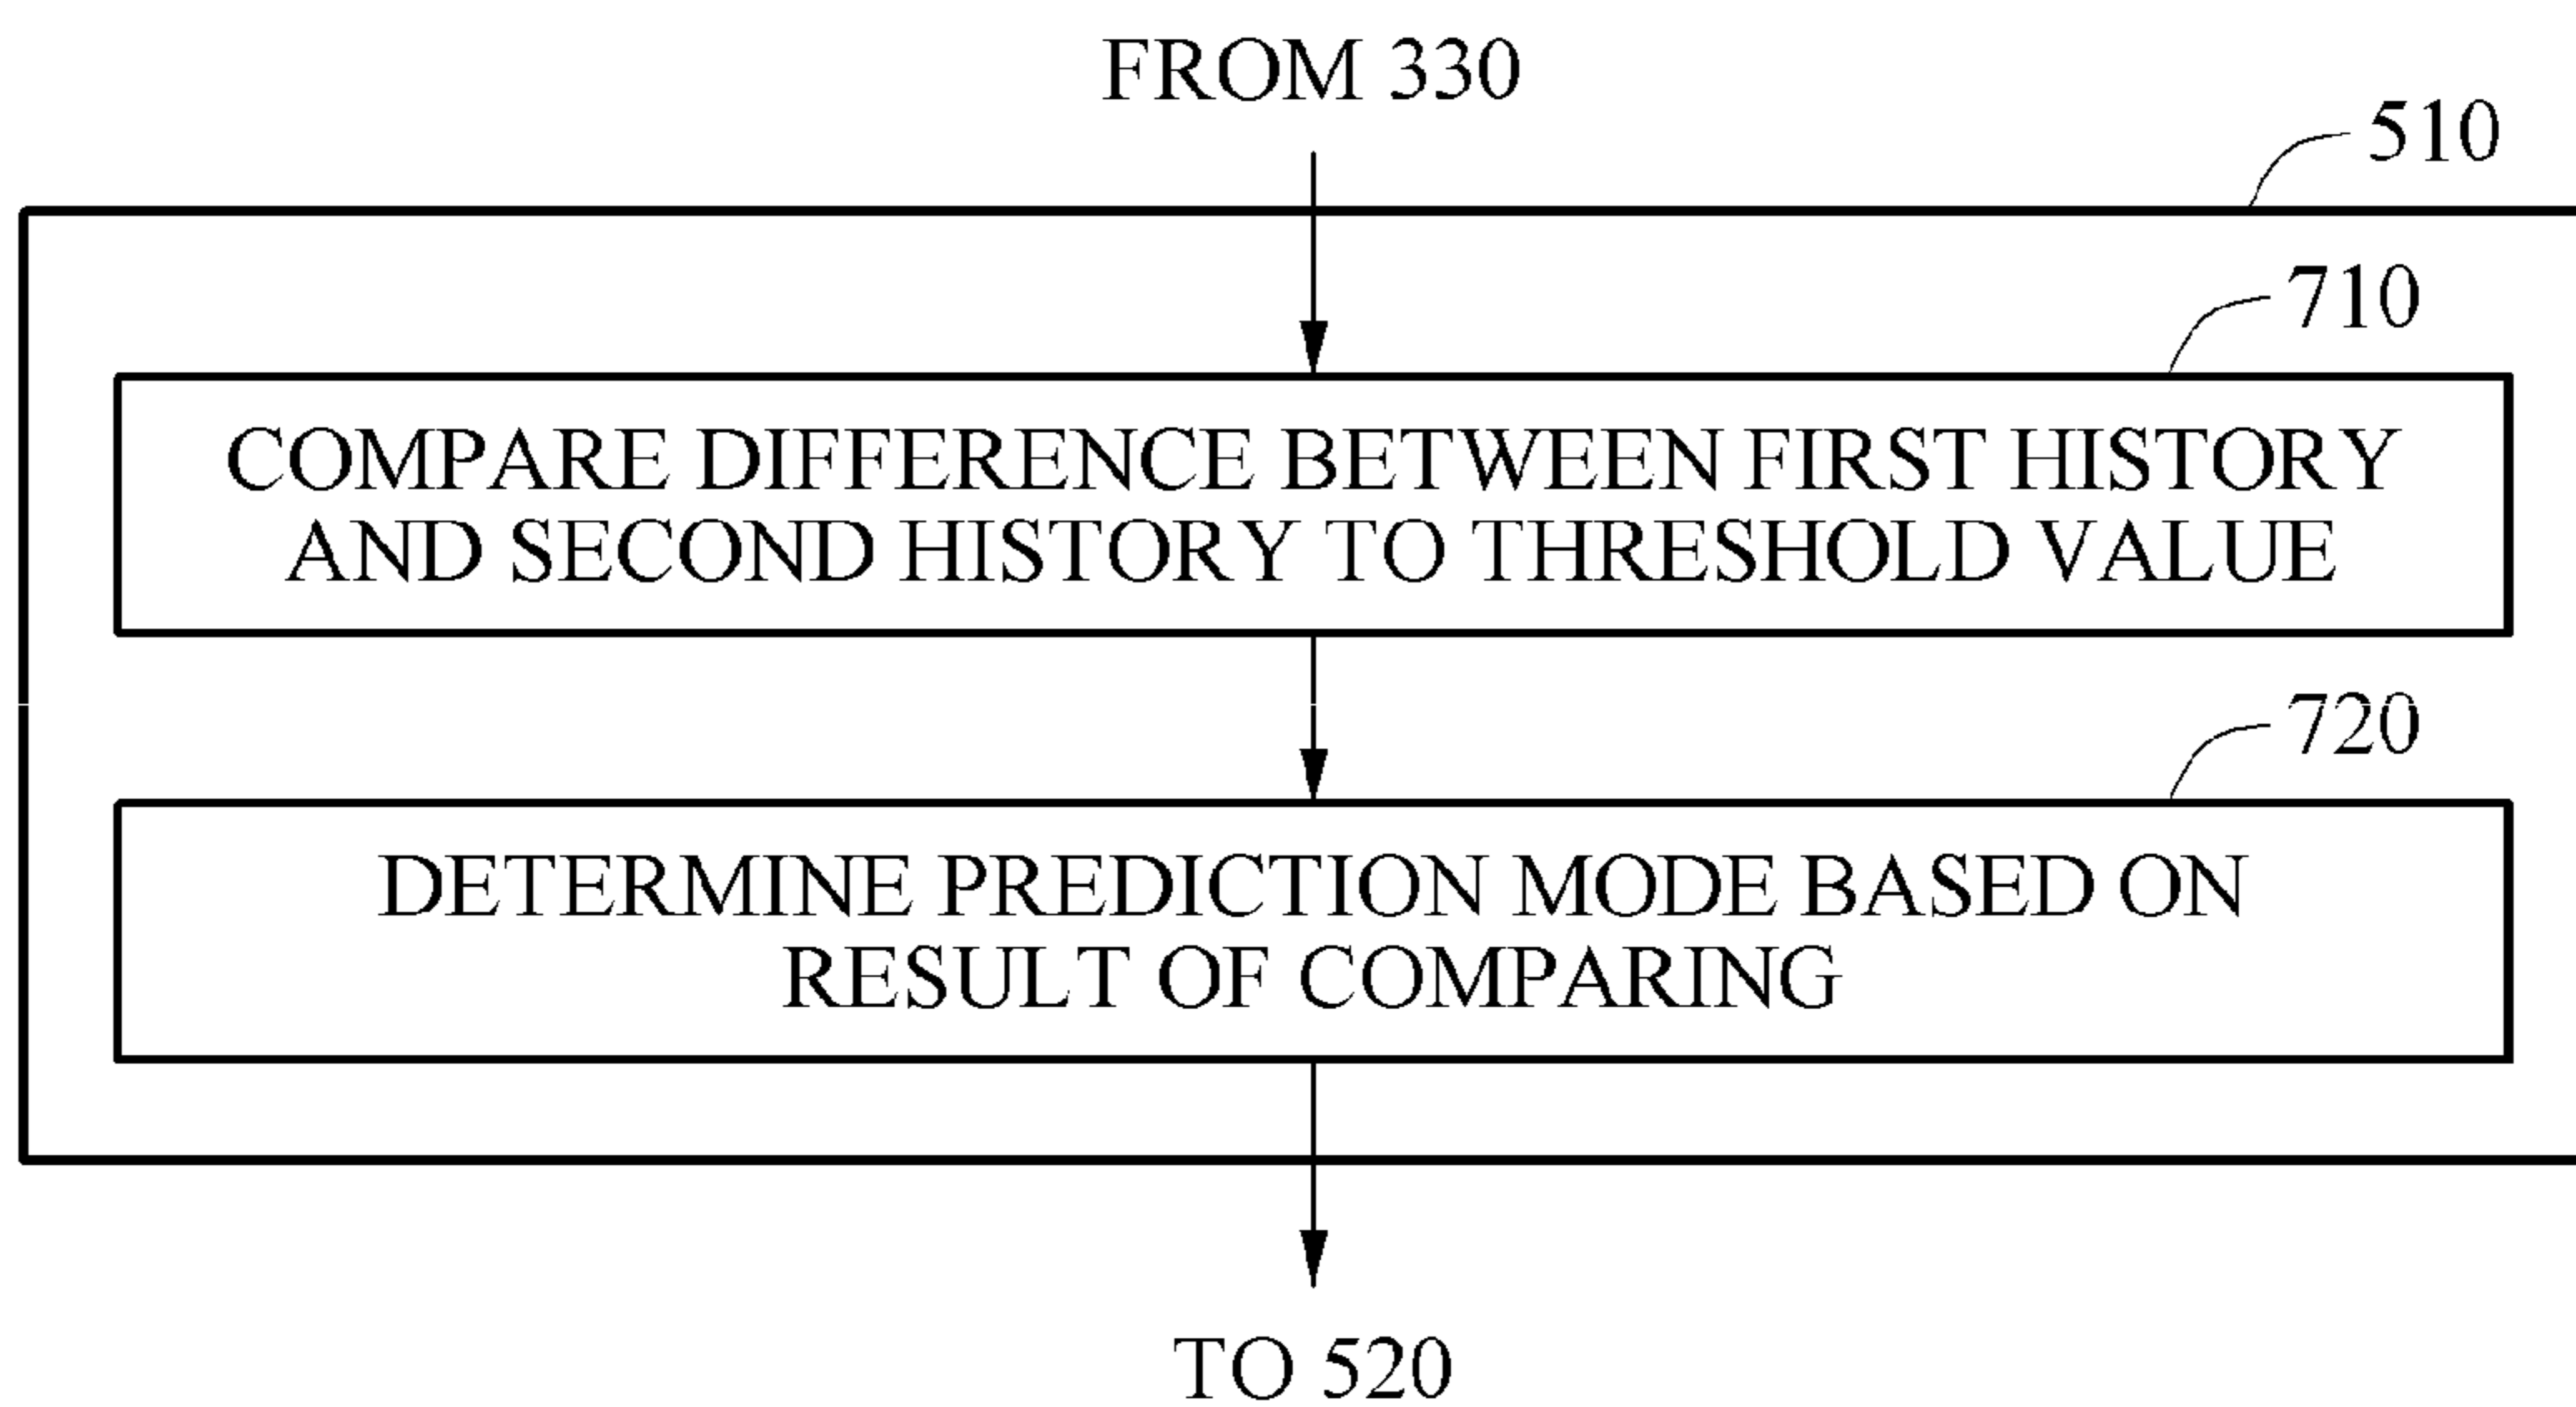 FROM 330
510
710
COMPARE DIFFERENCE BETWEEN FIRST HISTORY
AND SECOND HISTORY TO THRESHOLD VALUE
720
DETERMINE PREDICTION MODE BASED ON
RESULT OF COMPARING
TO 520